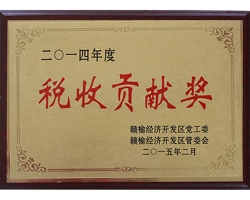 二〇一四年度
税收贡献奖
赣榆经济开发区党工委
赣榆经济开发区管委会
二〇一五年二月